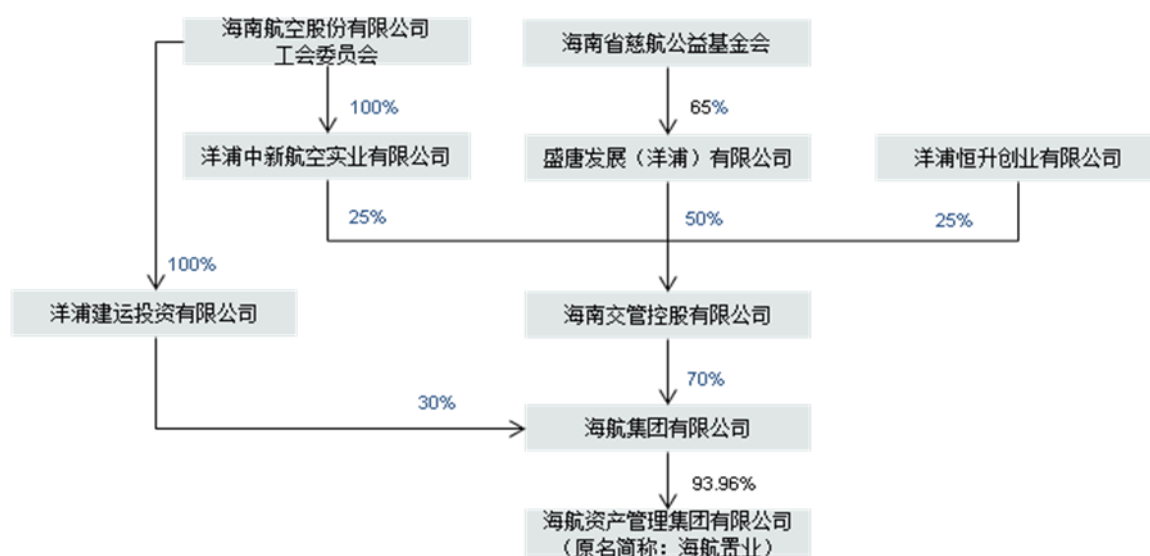 海南航空股份有限公司
工会委员会
海南省慈航公益基金会
100%
65%
洋浦中新航空实业有限公司
盛唐发展（洋浦）有限公司
洋浦恒升创业有限公司
25%
50%
25%
100%
洋浦建运投资有限公司
海南交管控股有限公司
70%
30%
海航集团有限公司
93.96%
海航资产管理集团有限公司
（原名简称：海航置业）